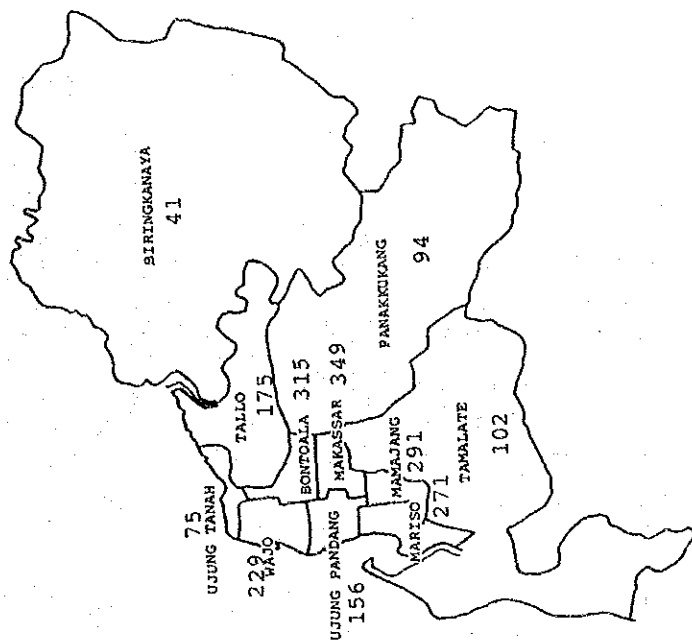 BIRINGKANAYA
41
TALLO
175
75
UJUNG TANAH
229
WAJO
BONTOALA 315
MAKASSAR 349
PANAKKUKANG
94
UJUNG PANDANG
156
MAMAJANG
291
MARISO
271
TAMALATE
102